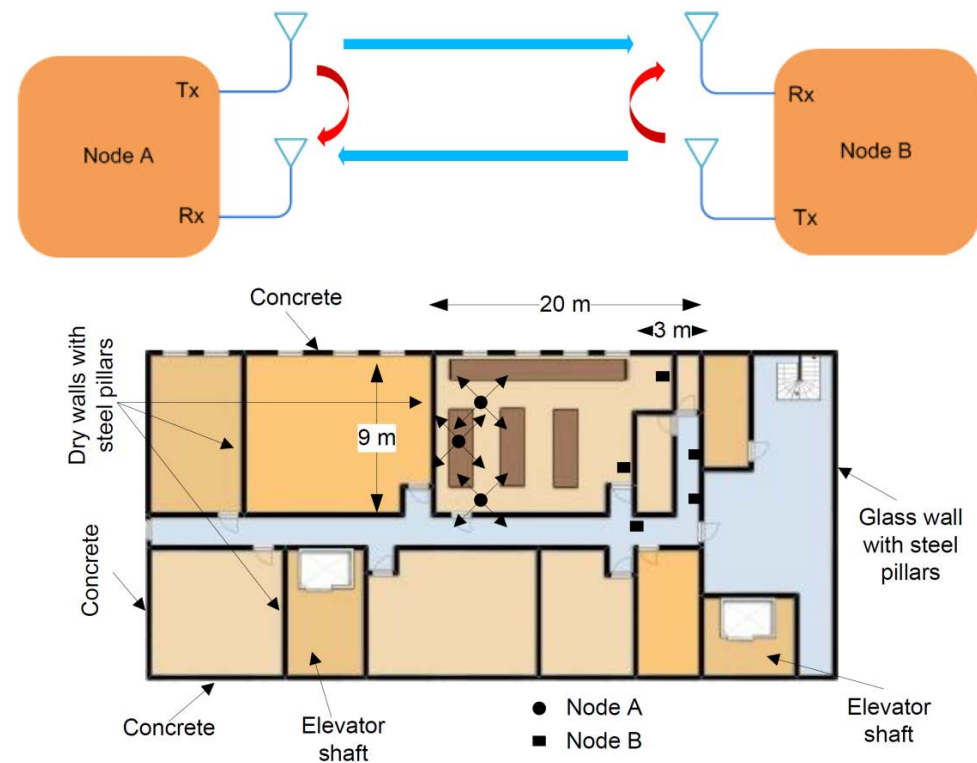 Tx
Rx
Node A
Node B
Rx
Tx
Concrete
20 m
3 m
Dry walls with
steel pillars
9 m
Glass wall
with steel
pillars
Concrete
Concrete
Elevator
shaft
Node A
Node B
Elevator
shaft